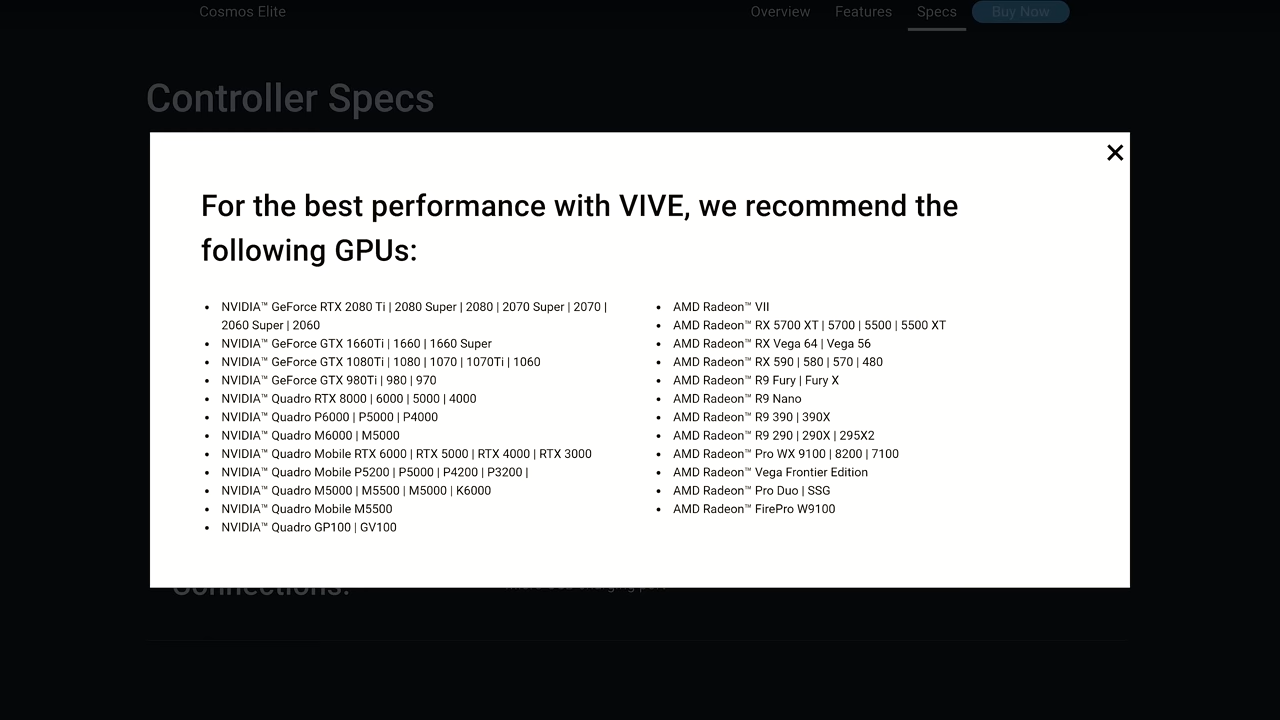 Cosmos Elite
Overview
Features
Specs
Buy Now
Controller Specs
For the best performance with VIVE, we recommend the
following GPUs:
NVIDIA™ GeForce RTX 2080 Ti | 2080 Super | 2080 | 2070 Super | 2070 |
2060 Super | 2060
NVIDIA™ GeForce GTX 1660Ti | 1660 | 1660 Super
NVIDIA™ GeForce GTX 1080Ti | 1080 | 1070 | 1070Ti | 1060
NVIDIA™ GeForce GTX 980Ti | 980 | 970
NVIDIA™ Quadro RTX 8000 | 6000 | 5000 | 4000
NVIDIA™ Quadro P6000 | P5000 | P4000
NVIDIA™ Quadro M6000 | M5000
NVIDIA™ Quadro Mobile RTX 6000 | RTX 5000 | RTX 4000 | RTX 3000
NVIDIA™ Quadro Mobile P5200 | P5000 | P4200 | P3200 |
NVIDIA™ Quadro M5000 | M5500 | M5000 | K6000
NVIDIA™ Quadro Mobile M5500
NVIDIA™ Quadro GP100 | GV100
AMD Radeon™ VII
AMD Radeon™ RX 5700 XT | 5700 | 5500 | 5500 XT
AMD Radeon™ RX Vega 64 | Vega 56
AMD Radeon™ RX 590 | 580 | 570 | 480
AMD Radeon™ R9 Fury | Fury X
AMD Radeon™ R9 Nano
AMD Radeon™ R9 390 | 390X
AMD Radeon™ R9 290 | 290X | 295X2
AMD Radeon™ Pro WX 9100 | 8200 | 7100
AMD Radeon™ Vega Frontier Edition
AMD Radeon™ Pro Duo | SSG
AMD Radeon™ FirePro W9100
Connections: